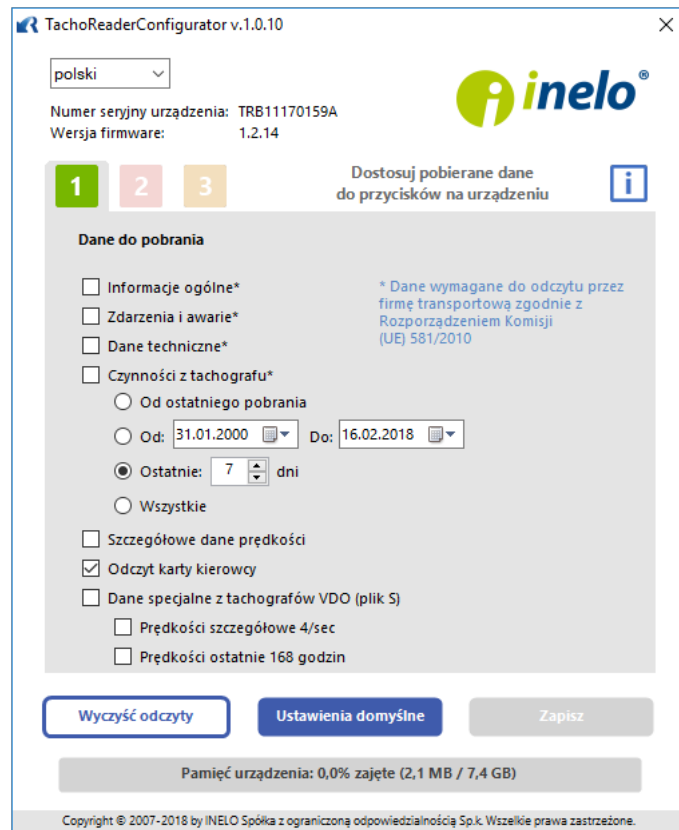 TachoReaderConfigurator v.1.0.10
polski
inelo®
Numer seryjny urządzenia: TRB11170159A
Wersja firmware: 1.2.14
1 2 3
Dostosuj pobierane dane
do przycisków na urządzeniu
i
Dane do pobrania
Informacje ogólne*
Zdarzenia i awarie*
Dane techniczne*
Czynności z tachografu*
* Dane wymagane do odczytu przez
firmę transportową zgodnie z
Rozporządzeniem Komisji
(UE) 581/2010
Od ostatniego pobrania
Od: 31.01.2000 Do: 16.02.2018
Ostatnie: 7 dni
Wszystkie
Szczegółowe dane prędkości
Odczyt karty kierowcy
Dane specjalne z tachografów VDO (plik S)
Prędkości szczegółowe 4/sec
Prędkości ostatnie 168 godzin
Wyczyść odczyty Ustawienia domyślne Zapisz
Pamięć urządzenia: 0,0% zajęte (2,1 MB / 7,4 GB)
Copyright © 2007-2018 by INELO Spółka z ograniczoną odpowiedzialnością Sp.k. Wszelkie prawa zastrzeżone.